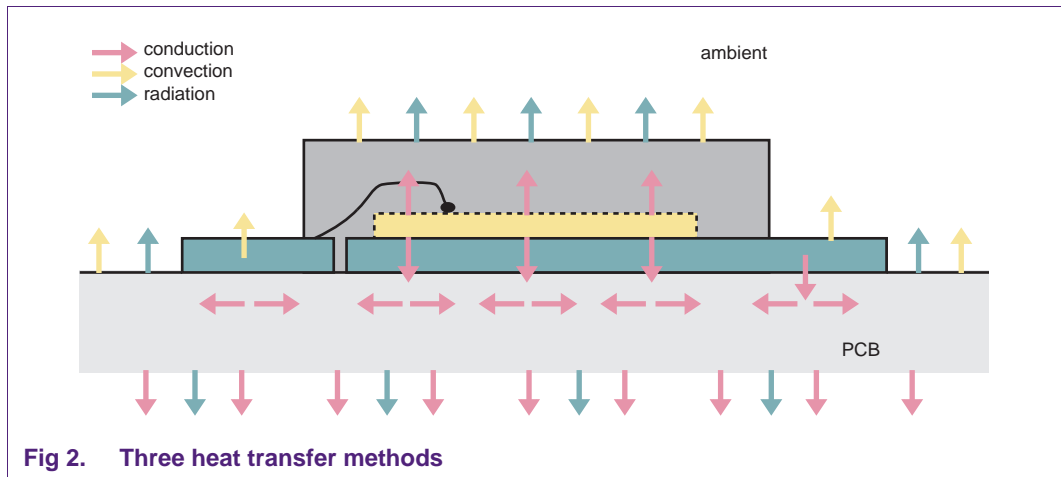 conduction
convection
radiation
ambient
PCB
Fig 2. Three heat transfer methods